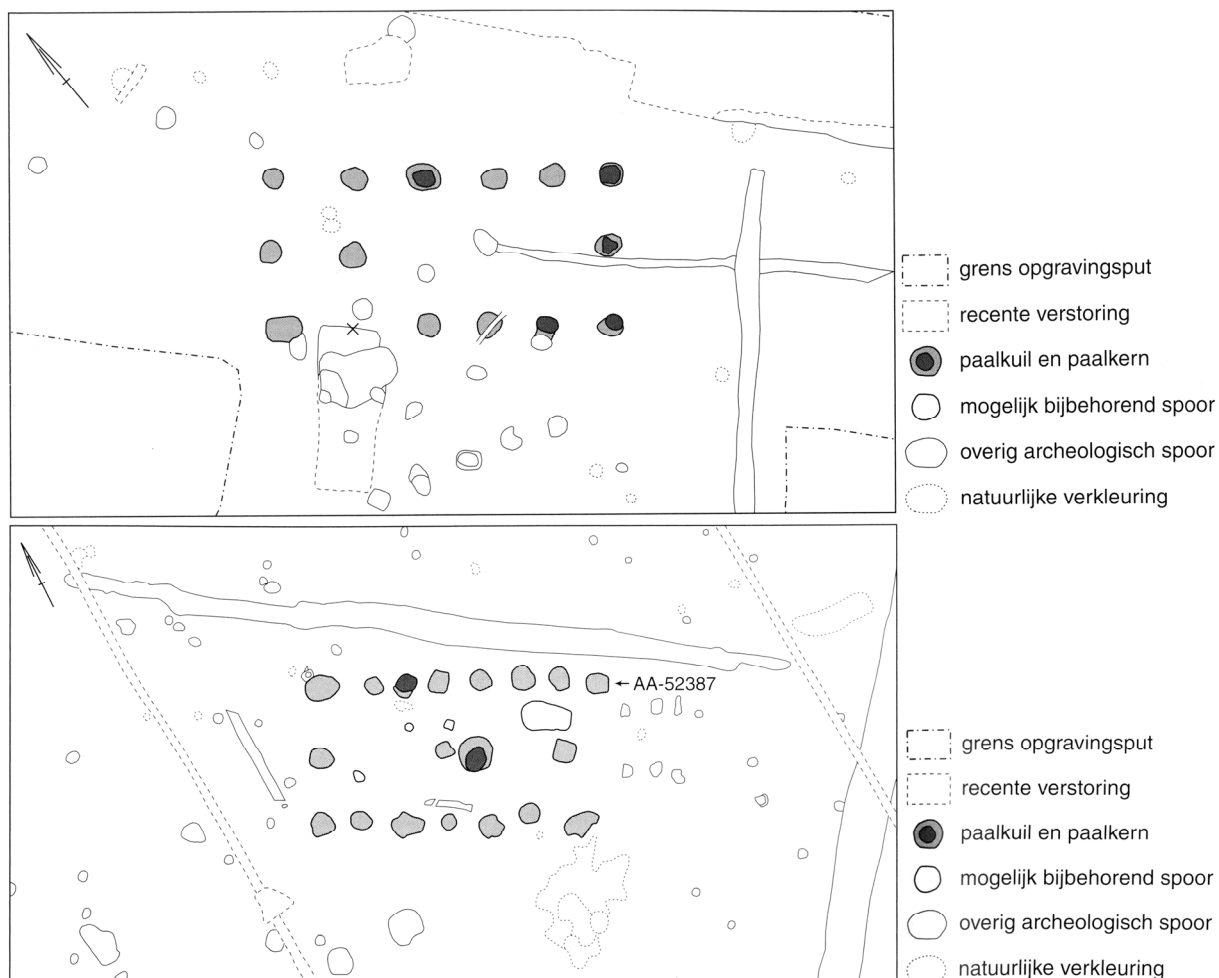 grens opgravingsput
recente verstoring
paalkuil en paalkern
mogelijk bijbehorend spoor
overig archeologisch spoor
natuurlijke verkleuring
AA-52387
grens opgravingsput
recente verstoring
paalkuil en paalkern
mogelijk bijbehorend spoor
overig archeologisch spoor
natuurlijke verkleuring